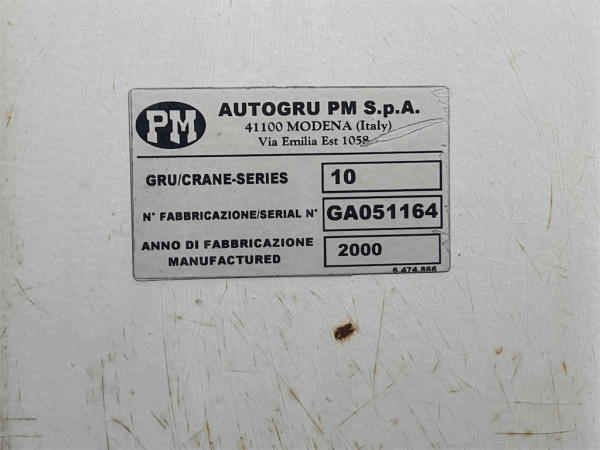 PM
AUTOGRU PM S.p.A.
41100 MODENA (Italy)
Via Emilia Est 1058
GRU/CRANE-SERIES 10
N° FABBRICAZIONE/SERIAL N° GA051164
ANNO DI FABBRICAZIONE
MANUFACTURED 2000
6.474.866